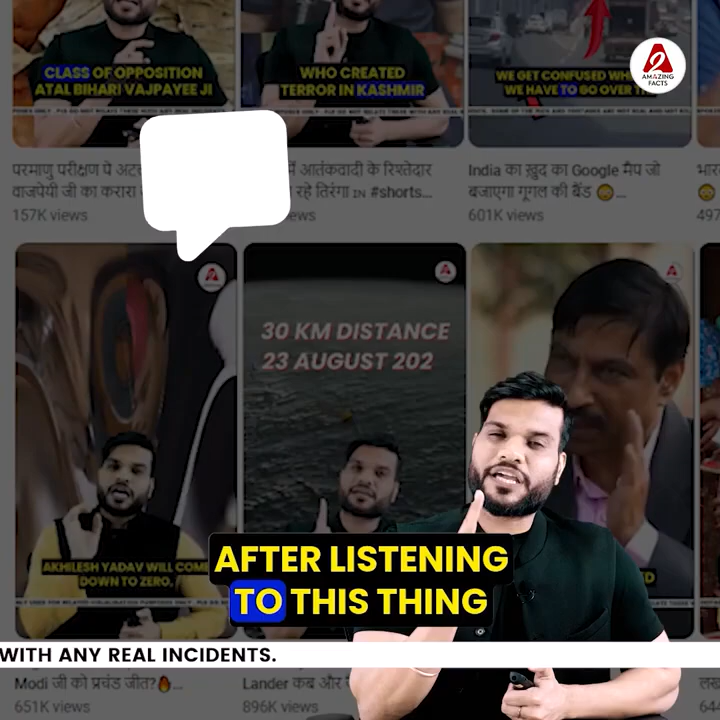 CLASS OF OPPOSITION
ATAL BIHARI VAJPAYEE JI
WHO CREATED
TERROR IN KASHMIR
WE GET CONFUSED
WE HAVE TO GO OVER
A2
AMAZING
FACTS
परमाणु परीक्षण पे
वाजपेयी जी का करारा
157K views
में आतंकवादी के रिश्तेदार
रहे तिरंगा IN #shorts...
India का ख़ुद का Google मैप जो
बजाएगा गूगल की बैंड 😳...
601K views
30 KM DISTANCE
23 AUGUST 202
AKHILESH YADAV WILL COME
DOWN TO ZERO,
AFTER LISTENING
TO THIS THING
WITH ANY REAL INCIDENTS.
Modi जी को प्रचंड जीत?🔥...
651K views
Lander कब और
896K views